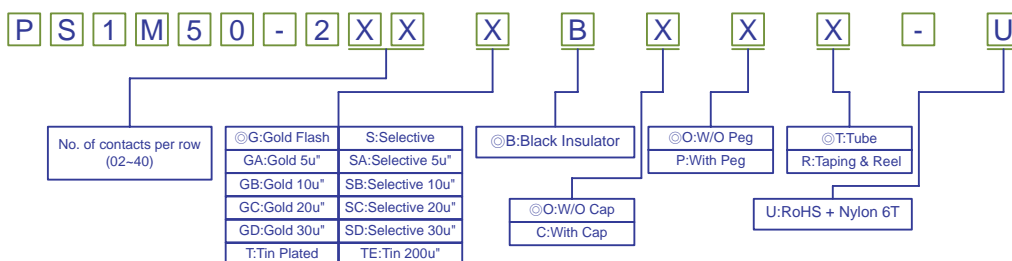 P S 1 M 5 0 - 2 X X X B X X X - U
No. of contacts per row
(02~40)
◎G:Gold Flash S:Selective
GA:Gold 5u" SA:Selective 5u"
GB:Gold 10u" SB:Selective 10u"
GC:Gold 20u" SC:Selective 20u"
GD:Gold 30u" SD:Selective 30u"
T:Tin Plated TE:Tin 200u"
◎B:Black Insulator
◎O:W/O Cap
C:With Cap
◎O:W/O Peg
P:With Peg
◎T:Tube
R:Taping & Reel
U:RoHS + Nylon 6T